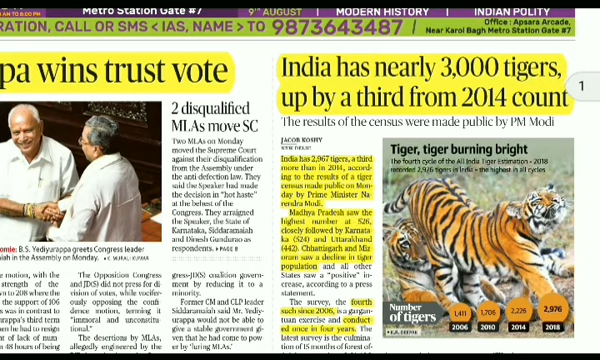 Metro Station Gate #7
9TH AUGUST
MODERN HISTORY
INDIAN POLITY
RATION, CALL OR SMS < IAS, NAME > TO 9873643487
Office : Apsara Arcade,
Near Karol Bagh Metro Station Gate #7
pa wins trust vote
2 disqualified
MLAs move SC
Two MLAs on Monday
moved the Supreme Court
against their disqualification
from the Assembly under
the anti defection law. They
said the Speaker had made
the decision in "hot haste"
at the behest of the
Congress. They arraigned
the Speaker, the State of
Karnataka, Siddaramaiah
and Dinesh Gundurao as
respondents. ▸ PAGE 8
omie: B.S. Yediyurappa greets Congress leader
aiah in the Assembly on Monday. • K. MURALI KUMAR
e motion, with the
strength of the
wn to 208 where the
the support of 106
was in contrast to
urappa's third term
hen he had to resign
nt of lack of num-
48 hours of being
The Opposition Congress
and JD(S) did not press for di-
vision of votes, while vocifer-
ously opposing the confi-
dence motion, terming it
"immoral and unconstitu-
tional".
The desertions by MLAs,
allegedly engineered by the
gress-JD(S) coalition govern-
ment by reducing it to a
minority.
Former CM and CLP leader
Siddaramaiah said Mr. Yediy-
urappa would not be able to
give a stable government gi-
ven that he had come to pow-
er by 'luring MLAs.'
India has nearly 3,000 tigers,
up by a third from 2014 count
The results of the census were made public by PM Modi
JACOB KOSHY
NEW DELHI
India has 2,967 tigers, a third
more than in 2014, accord-
ing to the results of a tiger
census made public on Mon-
day by Prime Minister Na-
rendra Modi.
Madhya Pradesh saw the
highest number at 526,
closely followed by Karnata-
ka (524) and Uttarakhand
(442). Chhattisgarh and Miz-
oram saw a decline in tiger
population and all other
States saw a "positive" in-
crease, according to a press
statement.
The survey, the fourth
such since 2006, is a gargan-
tuan exercise and conduct-
ed once in four years. The
latest survey is the culmina-
tion of 15 months of forest-
Tiger, tiger burning bright
The fourth cycle of the All India Tiger Estimation - 2018
recorded 2,926 tigers in India • the highest in all cycles
Number
of tigers
1,411
1,706
2,226
2,976
2006
2010
2014
2018
• K.R. DEEPAK
1